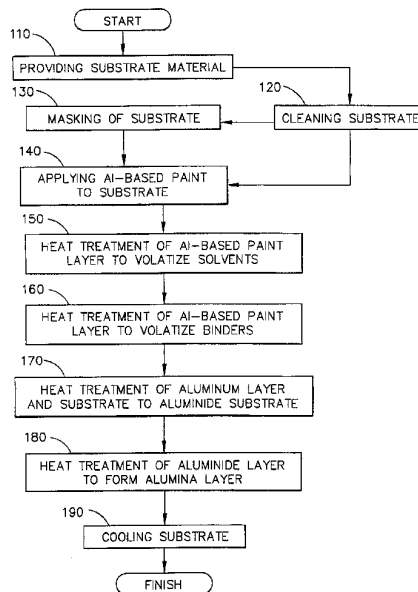 START
110
PROVIDING SUBSTRATE MATERIAL
130
120
MASKING OF SUBSTRATE
CLEANING SUBSTRATE
140
APPLYING Al-BASED PAINT
TO SUBSTRATE
150
HEAT TREATMENT OF Al-BASED PAINT
LAYER TO VOLATIZE SOLVENTS
160
HEAT TREATMENT OF Al-BASED PAINT
LAYER TO VOLATIZE BINDERS
170
HEAT TREATMENT OF ALUMINUM LAYER
AND SUBSTRATE TO ALUMINIDE SUBSTRATE
180
HEAT TREATMENT OF ALUMINIDE LAYER
TO FORM ALUMINA LAYER
190
COOLING SUBSTRATE
FINISH